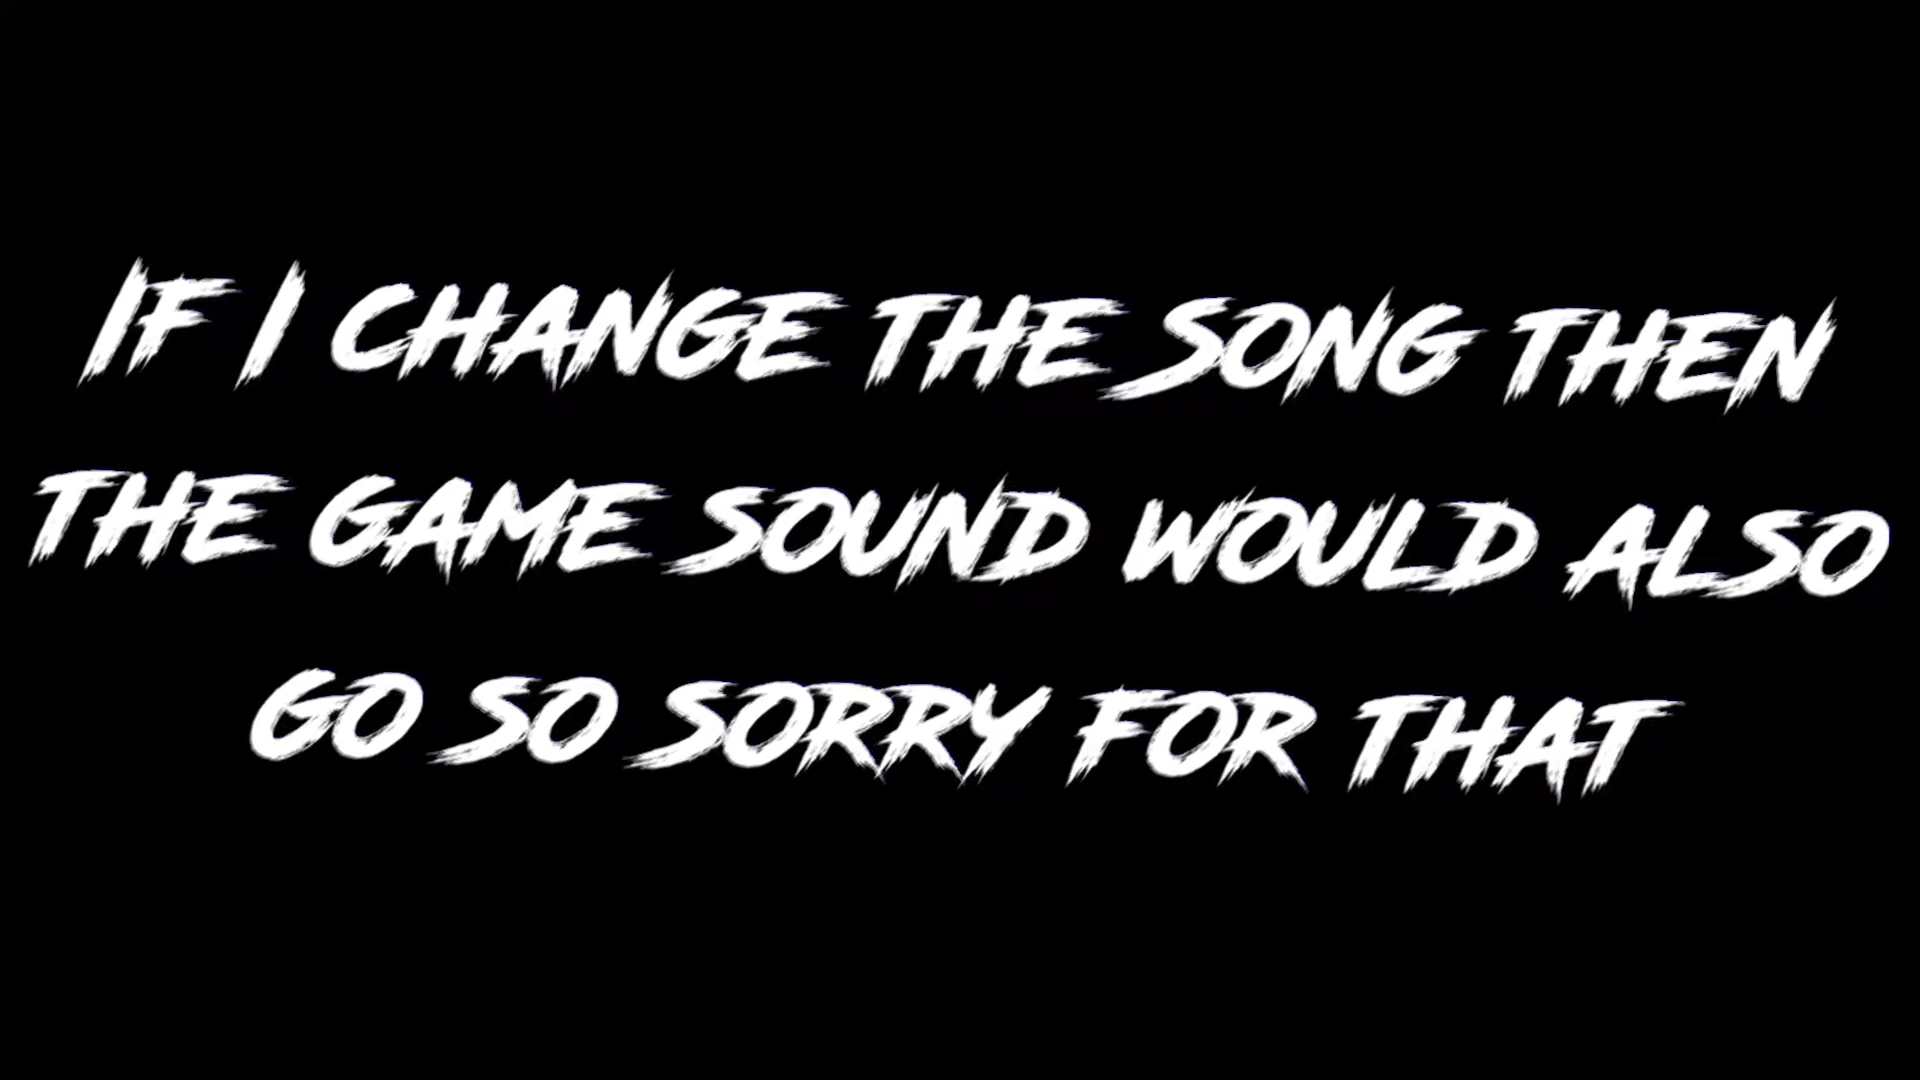 IF I CHANGE THE SONG THEN
THE GAME SOUND WOULD ALSO
GO SO SORRY FOR THAT